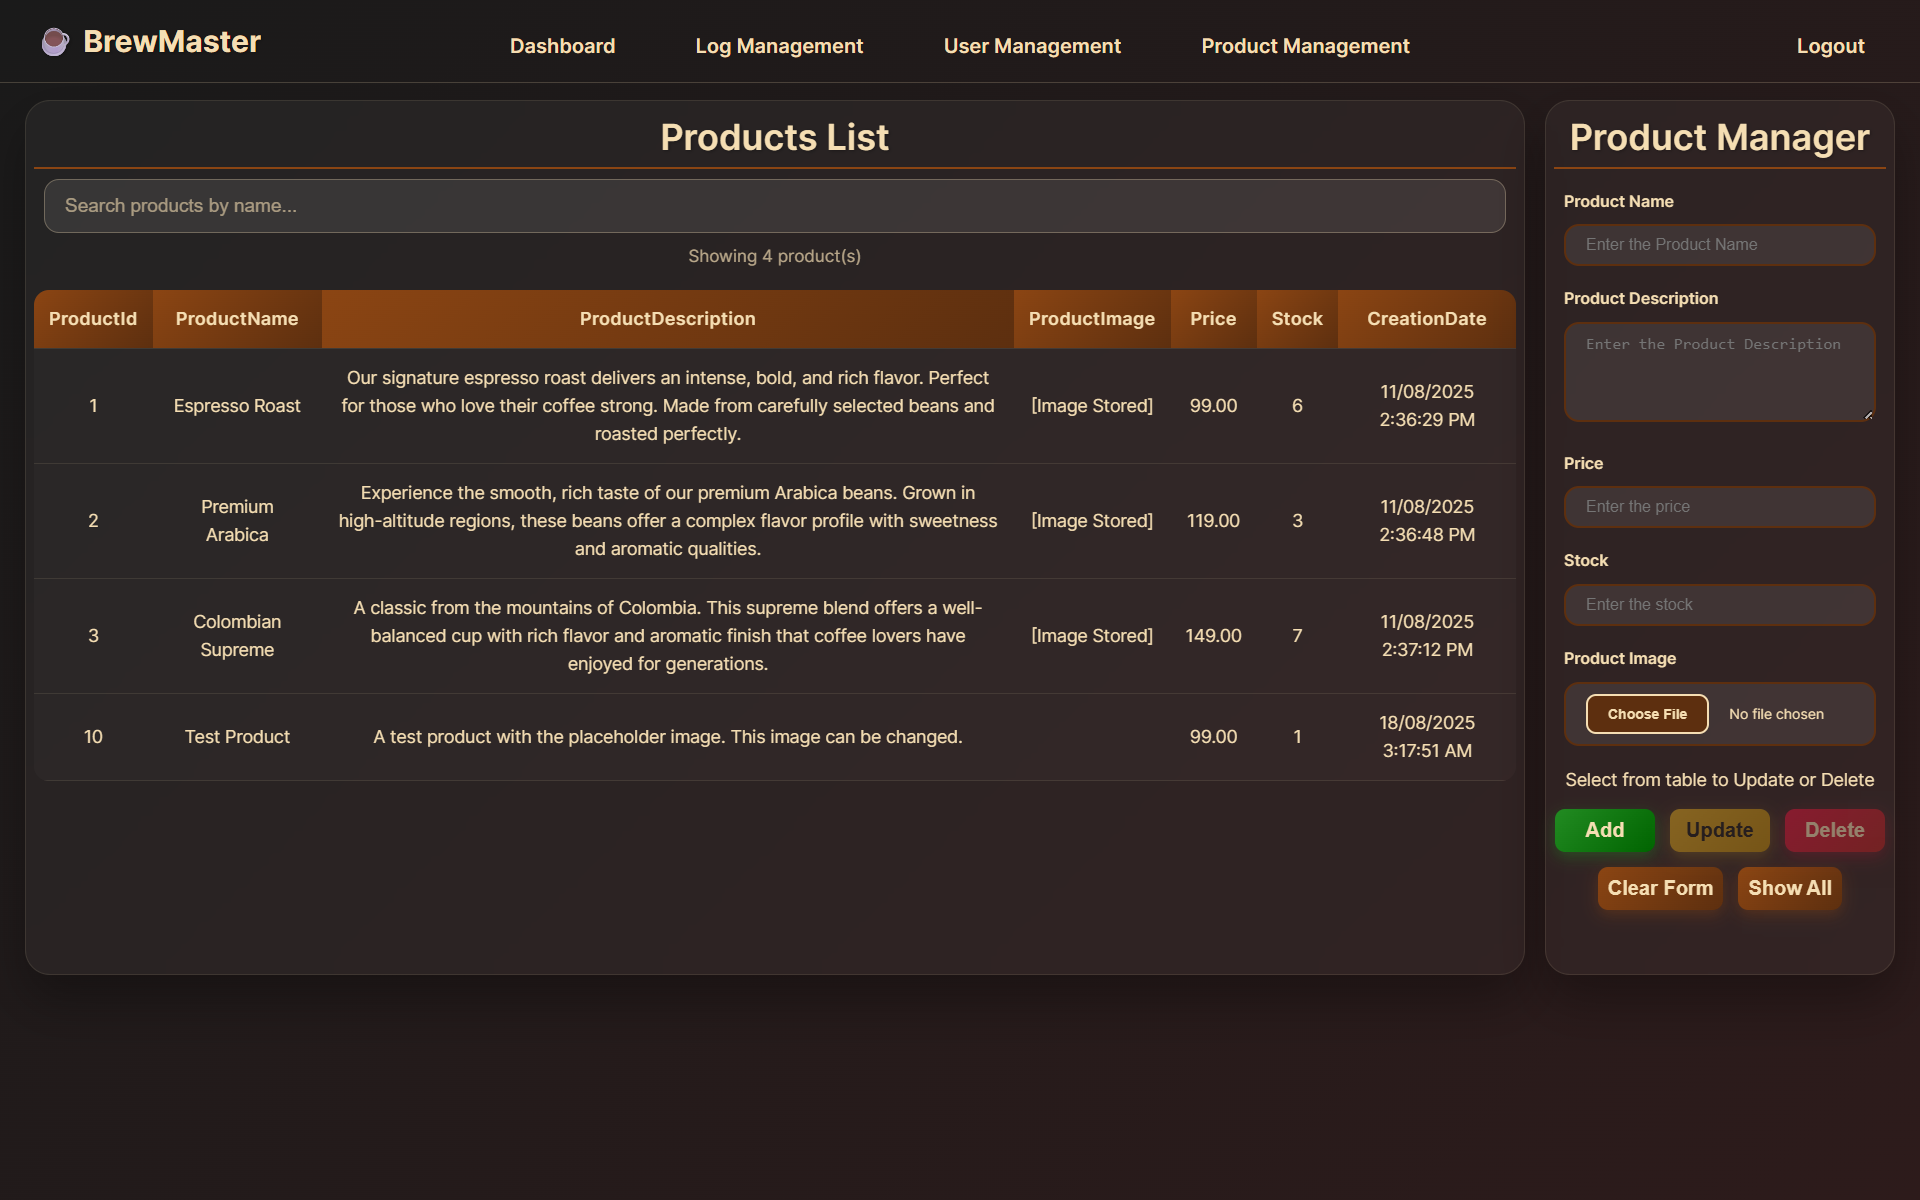 BrewMaster
Dashboard
Log Management
User Management
Product Management
Logout
Products List
Search products by name...
Showing 4 product(s)
ProductId ProductName ProductDescription ProductImage Price Stock CreationDate
Our signature espresso roast delivers an intense, bold, and rich flavor. Perfect 11/08/2025
1 Espresso Roast for those who love their coffee strong. Made from carefully selected beans and [Image Stored] 99.00 6
roasted perfectly. 2:36:29 PM
Experience the smooth, rich taste of our premium Arabica beans. Grown in
Premium 11/08/2025
2 high-altitude regions, these beans offer a complex flavor profile with sweetness [Image Stored] 119.00 3
Arabica 2:36:48 PM
and aromatic qualities.
A classic from the mountains of Colombia. This supreme blend offers a well-
Colombian 11/08/2025
3 balanced cup with rich flavor and aromatic finish that coffee lovers have [Image Stored] 149.00 7
Supreme 2:37:12 PM
enjoyed for generations.
18/08/2025
10 Test Product A test product with the placeholder image. This image can be changed. 99.00 1
3:17:51 AM
Product Manager
Product Name
Enter the Product Name
Product Description
Enter the Product Description
Price
Enter the price
Stock
Enter the stock
Product Image
Choose File No file chosen
Select from table to Update or Delete
Add Update Delete
Clear Form Show All